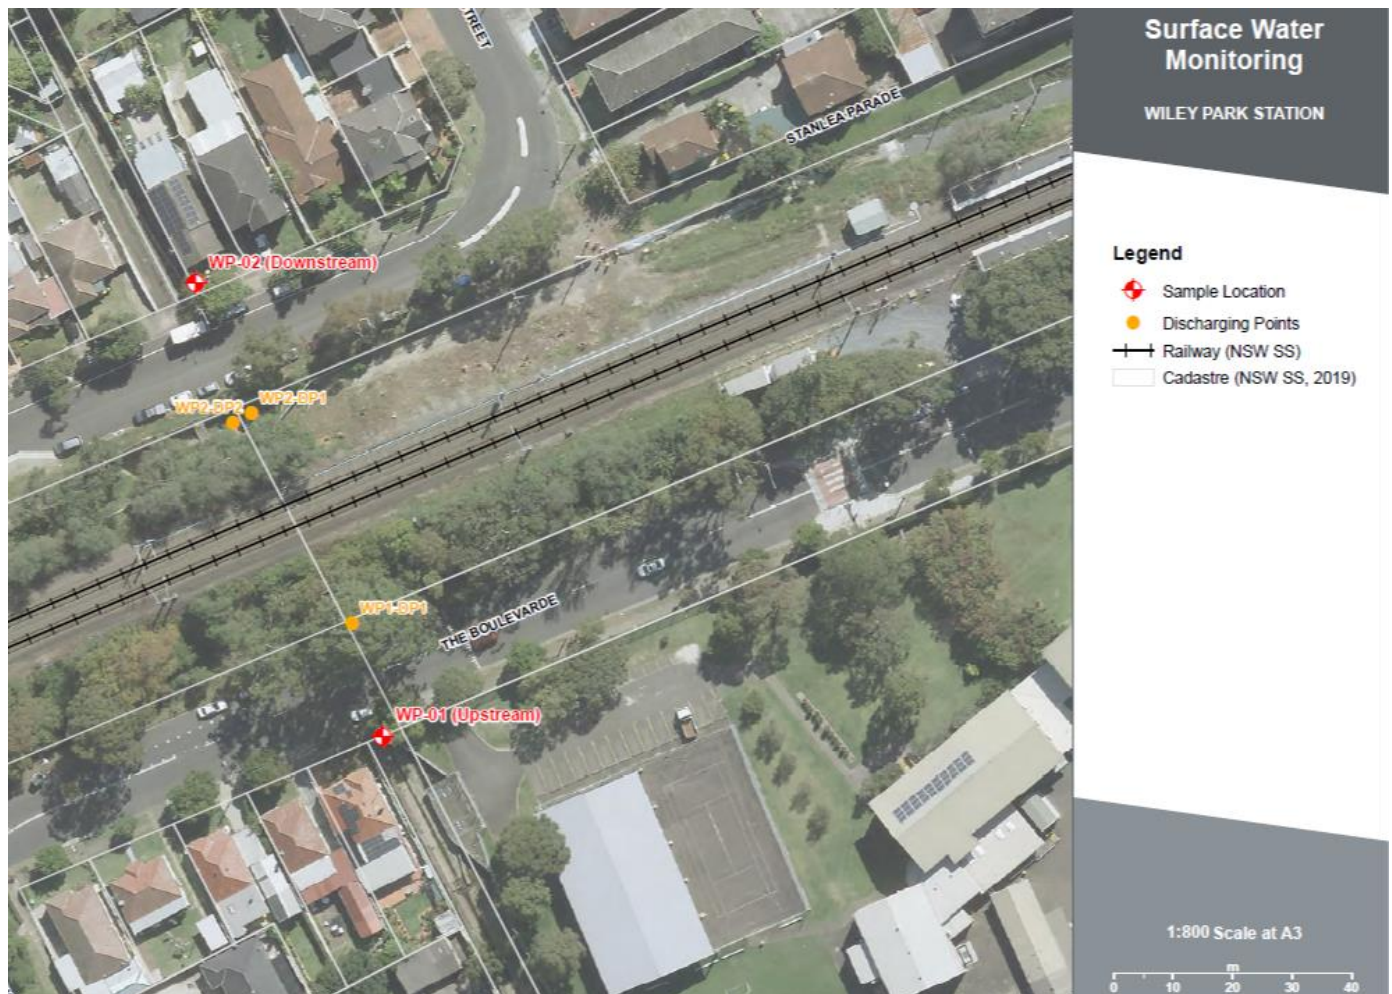 STREET
STANLEA PARADE
WP-02 (Downstream)
WP2-DP2
WP2-DP1
WP1-DP1
THE BOULEVARDE
WP-01 (Upstream)
Surface Water
Monitoring
WILEY PARK STATION
Legend
Sample Location
Discharging Points
Railway (NSW SS)
Cadastre (NSW SS, 2019)
1:800 Scale at A3
m
0 10 20 30 40